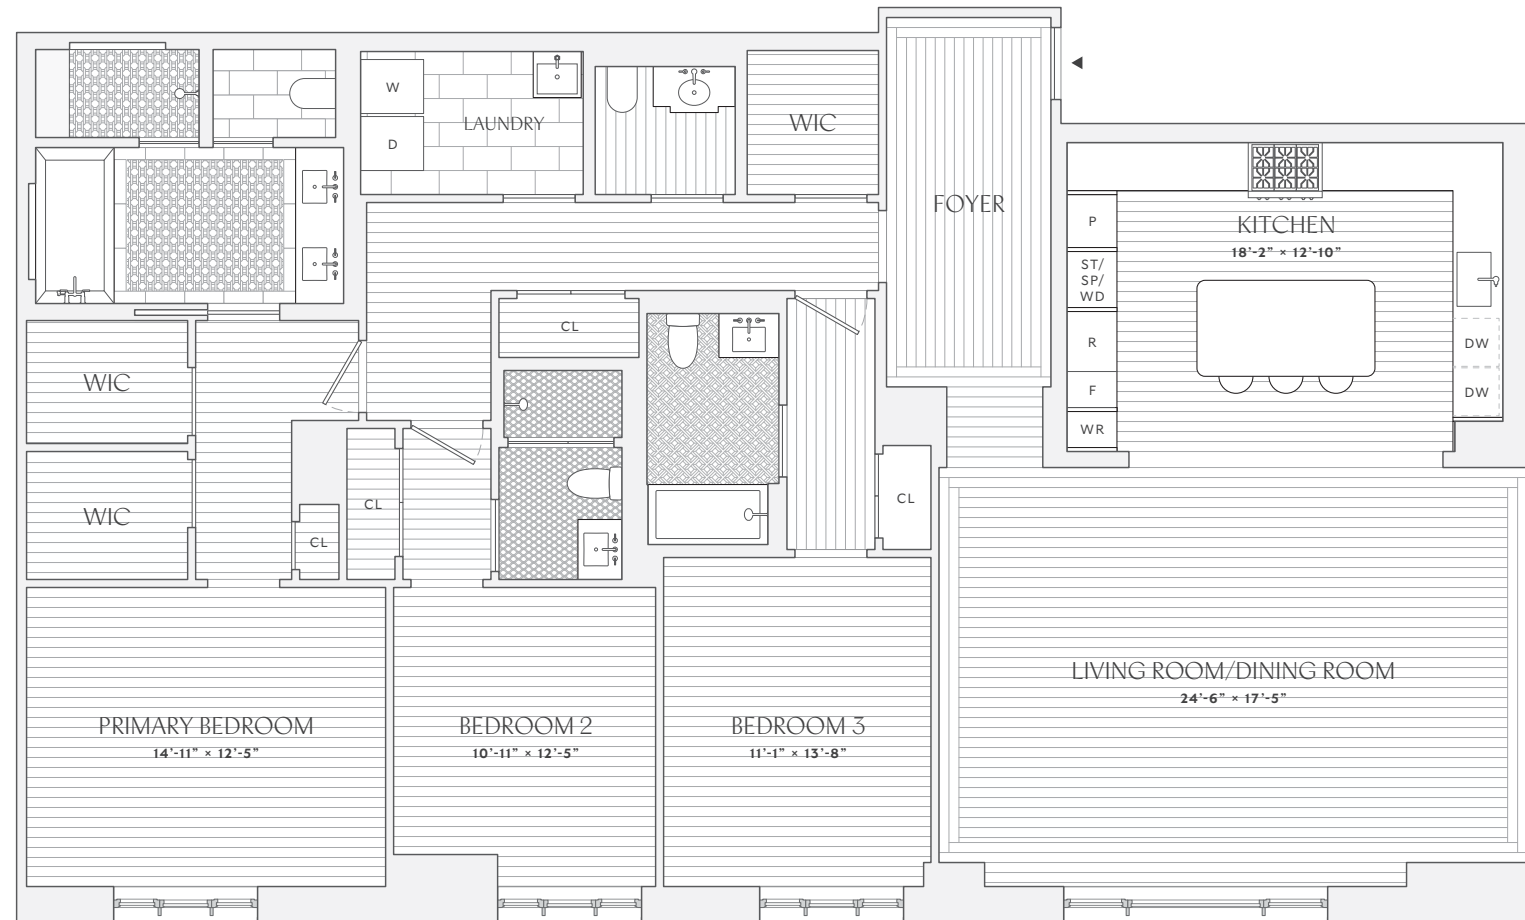 W
D
LAUNDRY
WIC
FOYER
KITCHEN
18’-2” × 12’-10”
P
ST/
SP/
WD
R
F
WR
DW
DW
CL
WIC
WIC
CL
CL
CL
PRIMARY BEDROOM
14’-11” × 12’-5”
BEDROOM 2
10’-11” × 12’-5”
BEDROOM 3
11’-1” × 13’-8”
LIVING ROOM/DINING ROOM
24’-6” × 17’-5”